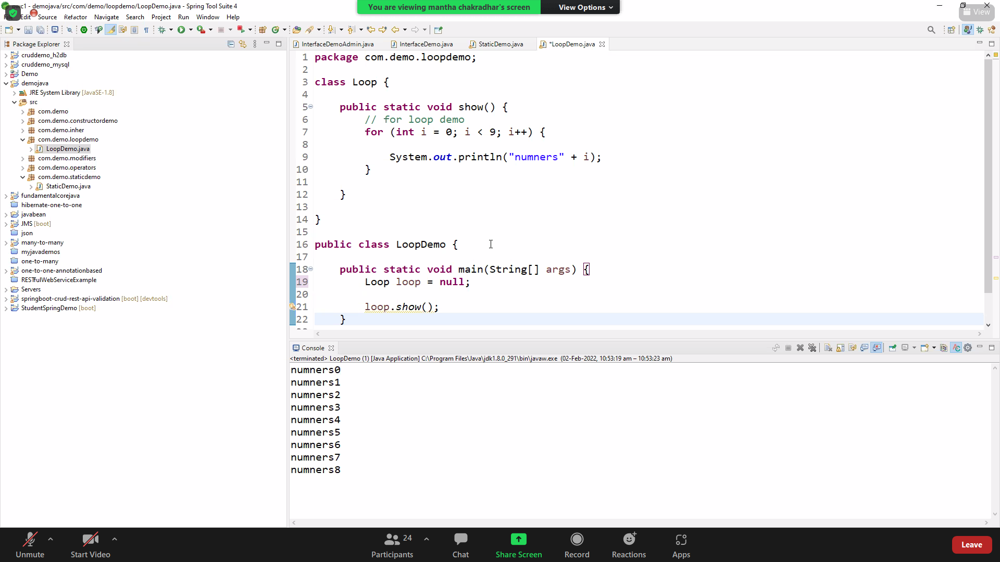 pwc1 - demojava/src/com/demo/loopdemo/LoopDemo.java - Spring Tool Suite 4
You are viewing mantha chakradhar's screen
View Options
View
Edit Source Refactor Navigate Search Project Run Window Help
Package Explorer
cruddemo_h2db
cruddemo_mysql
Demo
demojava
JRE System Library [JavaSE-1.8]
src
com.demo
com.demo.constructordemo
com.demo.inher
com.demo.loopdemo
LoopDemo.java
com.demo.modifiers
com.demo.operators
com.demo.staticdemo
StaticDemo.java
fundamentalcorejava
hibernate-one-to-one
javabean
JMS [boot]
json
many-to-many
myjavademos
one-to-many
one-to-one-annotationbased
RESTfulWebServiceExample
Servers
springboot-crud-rest-api-validation [boot] [devtools]
StudentSpringDemo [boot]
InterfaceDemoAdmin.java InterfaceDemo.java StaticDemo.java *LoopDemo.java
1 package com.demo.loopdemo;
2
3 class Loop {
4
5 public static void show() {
6 // for loop demo
7 for (int i = 0; i < 9; i++) {
8
9 System.out.println("numners" + i);
10 }
11
12 }
13
14 }
15
16 public class LoopDemo {
17
18 public static void main(String[] args) {
19 Loop loop = null;
20
21 loop.show();
22 }
Console
<terminated> LoopDemo (1) [Java Application] C:\Program Files\Java\jdk1.8.0_291\bin\javaw.exe (02-Feb-2022, 10:53:19 am – 10:53:23 am)
numners0
numners1
numners2
numners3
numners4
numners5
numners6
numners7
numners8
Unmute
Start Video
24
Participants
Chat
Share Screen
Record
Reactions
Apps
Leave